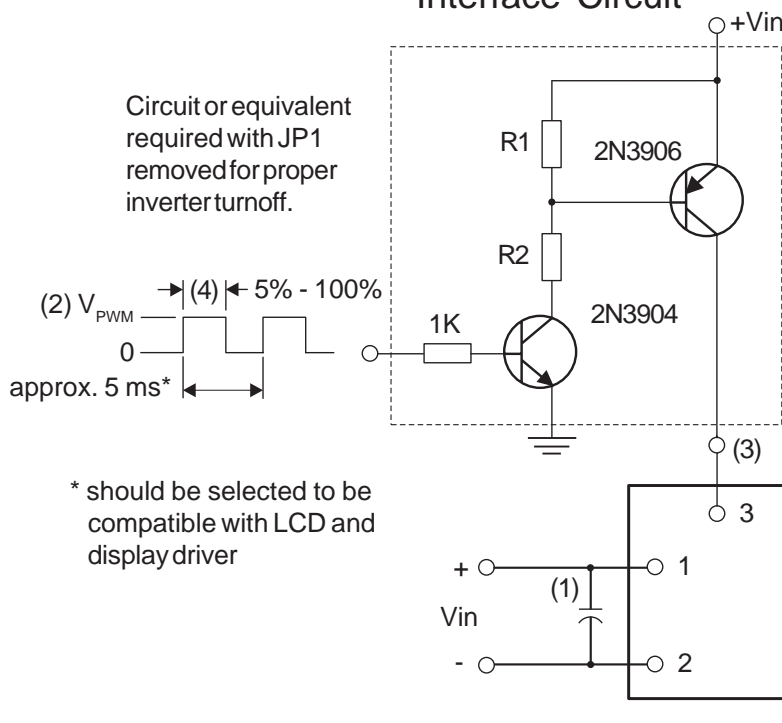 Interface Circuit
+Vin
Circuit or equivalent
required with JP1
removed for proper
inverter turnoff.
R1
2N3906
R2
(4)
5% - 100%
(2) VPWM
1K
2N3904
0
approx. 5 ms*
(3)
* should be selected to be
compatible with LCD and
display driver
3
+
1
(1)
Vin
-
2